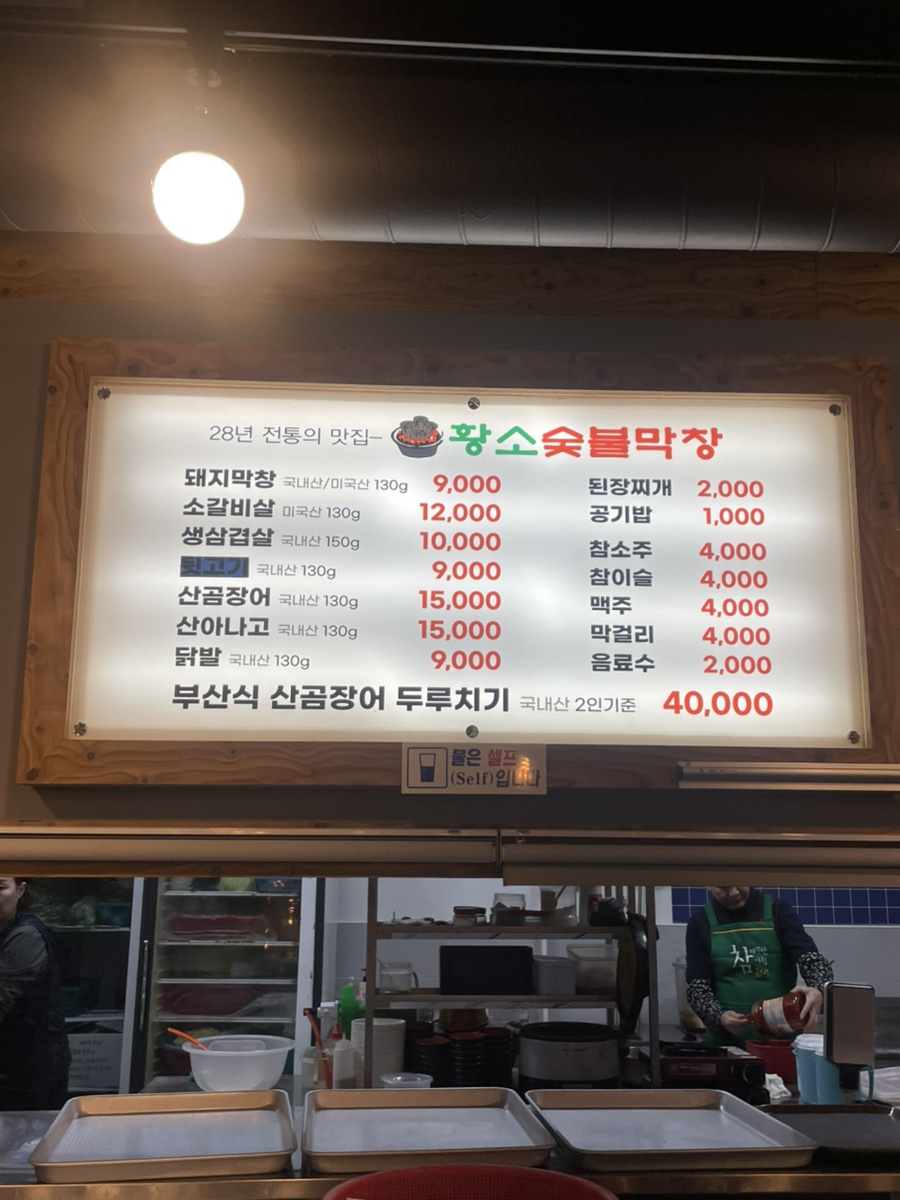 28년 전통의 맛집- 황소숯불막창
돼지막창 국내산/미국산 130g 9,000
소갈비살 미국산 130g 12,000
생삼겹살 국내산 150g 10,000
뒷고기 국내산 130g 9,000
산곰장어 국내산 130g 15,000
산아나고 국내산 130g 15,000
닭발 국내산 130g 9,000
된장찌개 2,000
공기밥 1,000
참소주 4,000
참이슬 4,000
맥주 4,000
막걸리 4,000
음료수 2,000
부산식 산곰장어 두루치기 국내산 2인기준 40,000
물은 셀프
(Self)입니다
참